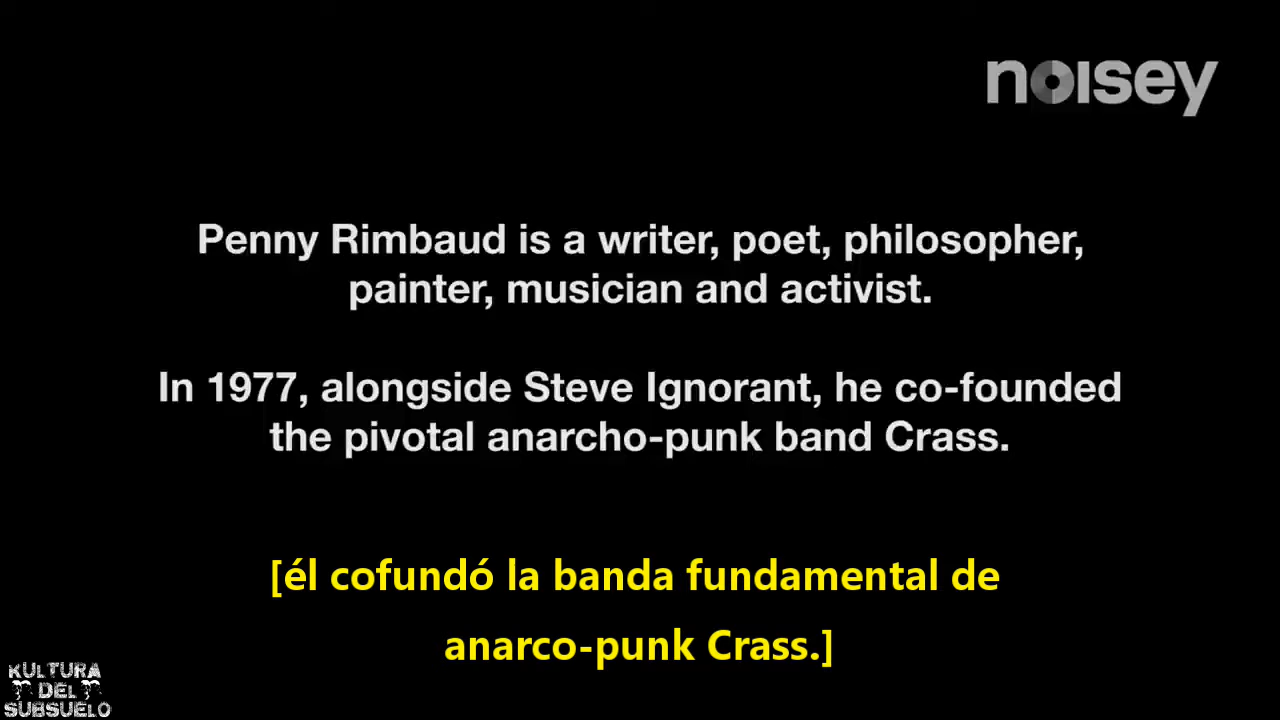 noisey
Penny Rimbaud is a writer, poet, philosopher,
painter, musician and activist.
In 1977, alongside Steve Ignorant, he co-founded
the pivotal anarcho-punk band Crass.
[él cofundó la banda fundamental de
anarco-punk Crass.]
KULTURA
DEL
SUBSUELO